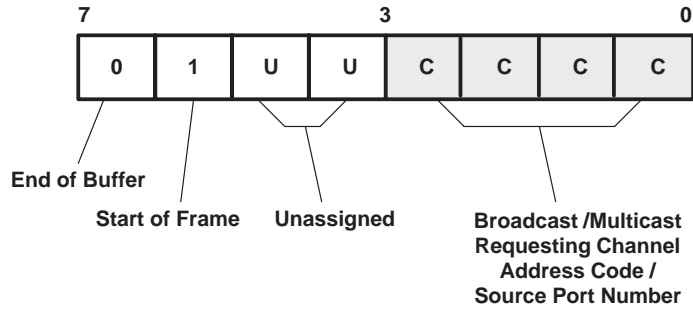 7 3 0
0 1 U U C C C C
End of Buffer
Start of Frame
Unassigned
Broadcast /Multicast
Requesting Channel
Address Code /
Source Port Number